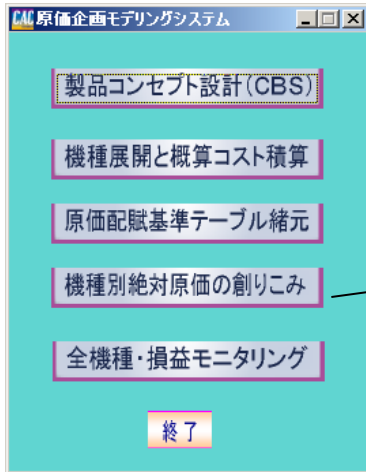 CAC 原価企画モデリングシステム
製品コンセプト設計(CBS)
機種展開と概算コスト積算
原価配賦基準テーブル緒元
機種別絶対原価の創りこみ
全機種・損益モニタリング
終了